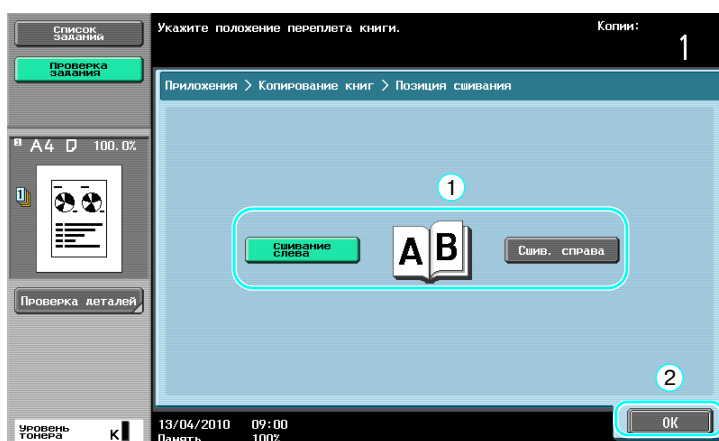 Список
заданий
Проверка
задания
Укажите положение переплета книги.
Копии:
1
Приложения > Копирование книг > Позиция сшивания
A4 100.0%
1
1
Сшивание
слева
A B
Сшив. справа
Проверка деталей
2
OK
Уровень
тонера K
13/04/2010 09:00
Память 100%